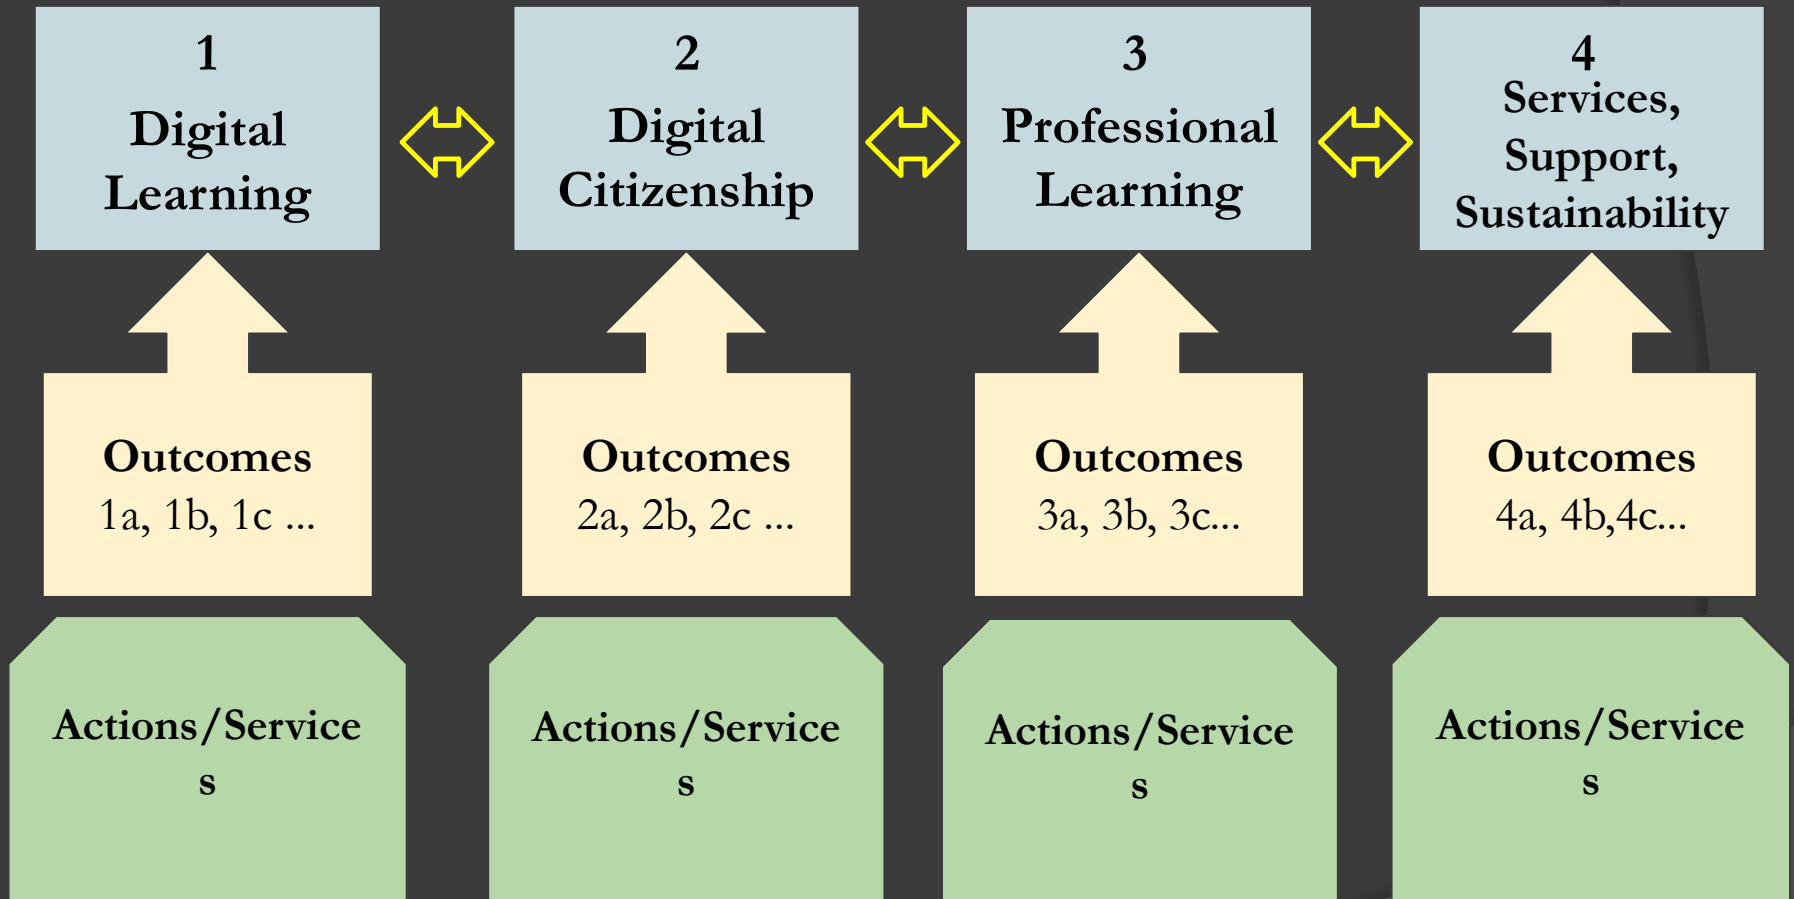 1
Digital
Learning
2
Digital
Citizenship
3
Professional
Learning
4
Services,
Support,
Sustainability
Outcomes
1a, 1b, 1c ...
Outcomes
2a, 2b, 2c ...
Outcomes
3a, 3b, 3c...
Outcomes
4a, 4b,4c...
Actions/Service
s
Actions/Service
s
Actions/Service
s
Actions/Service
s